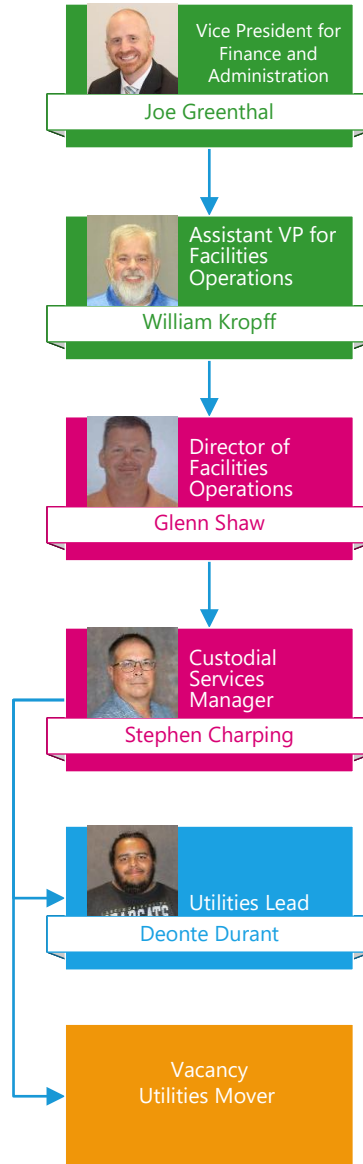 Vice President for
Finance and
Administration
Joe Greenthal
Assistant VP for
Facilities
Operations
William Kropff
Director of
Facilities
Operations
Glenn Shaw
Custodial
Services
Manager
Stephen Charping
Utilities Lead
Deonte Durant
Vacancy
Utilities Mover